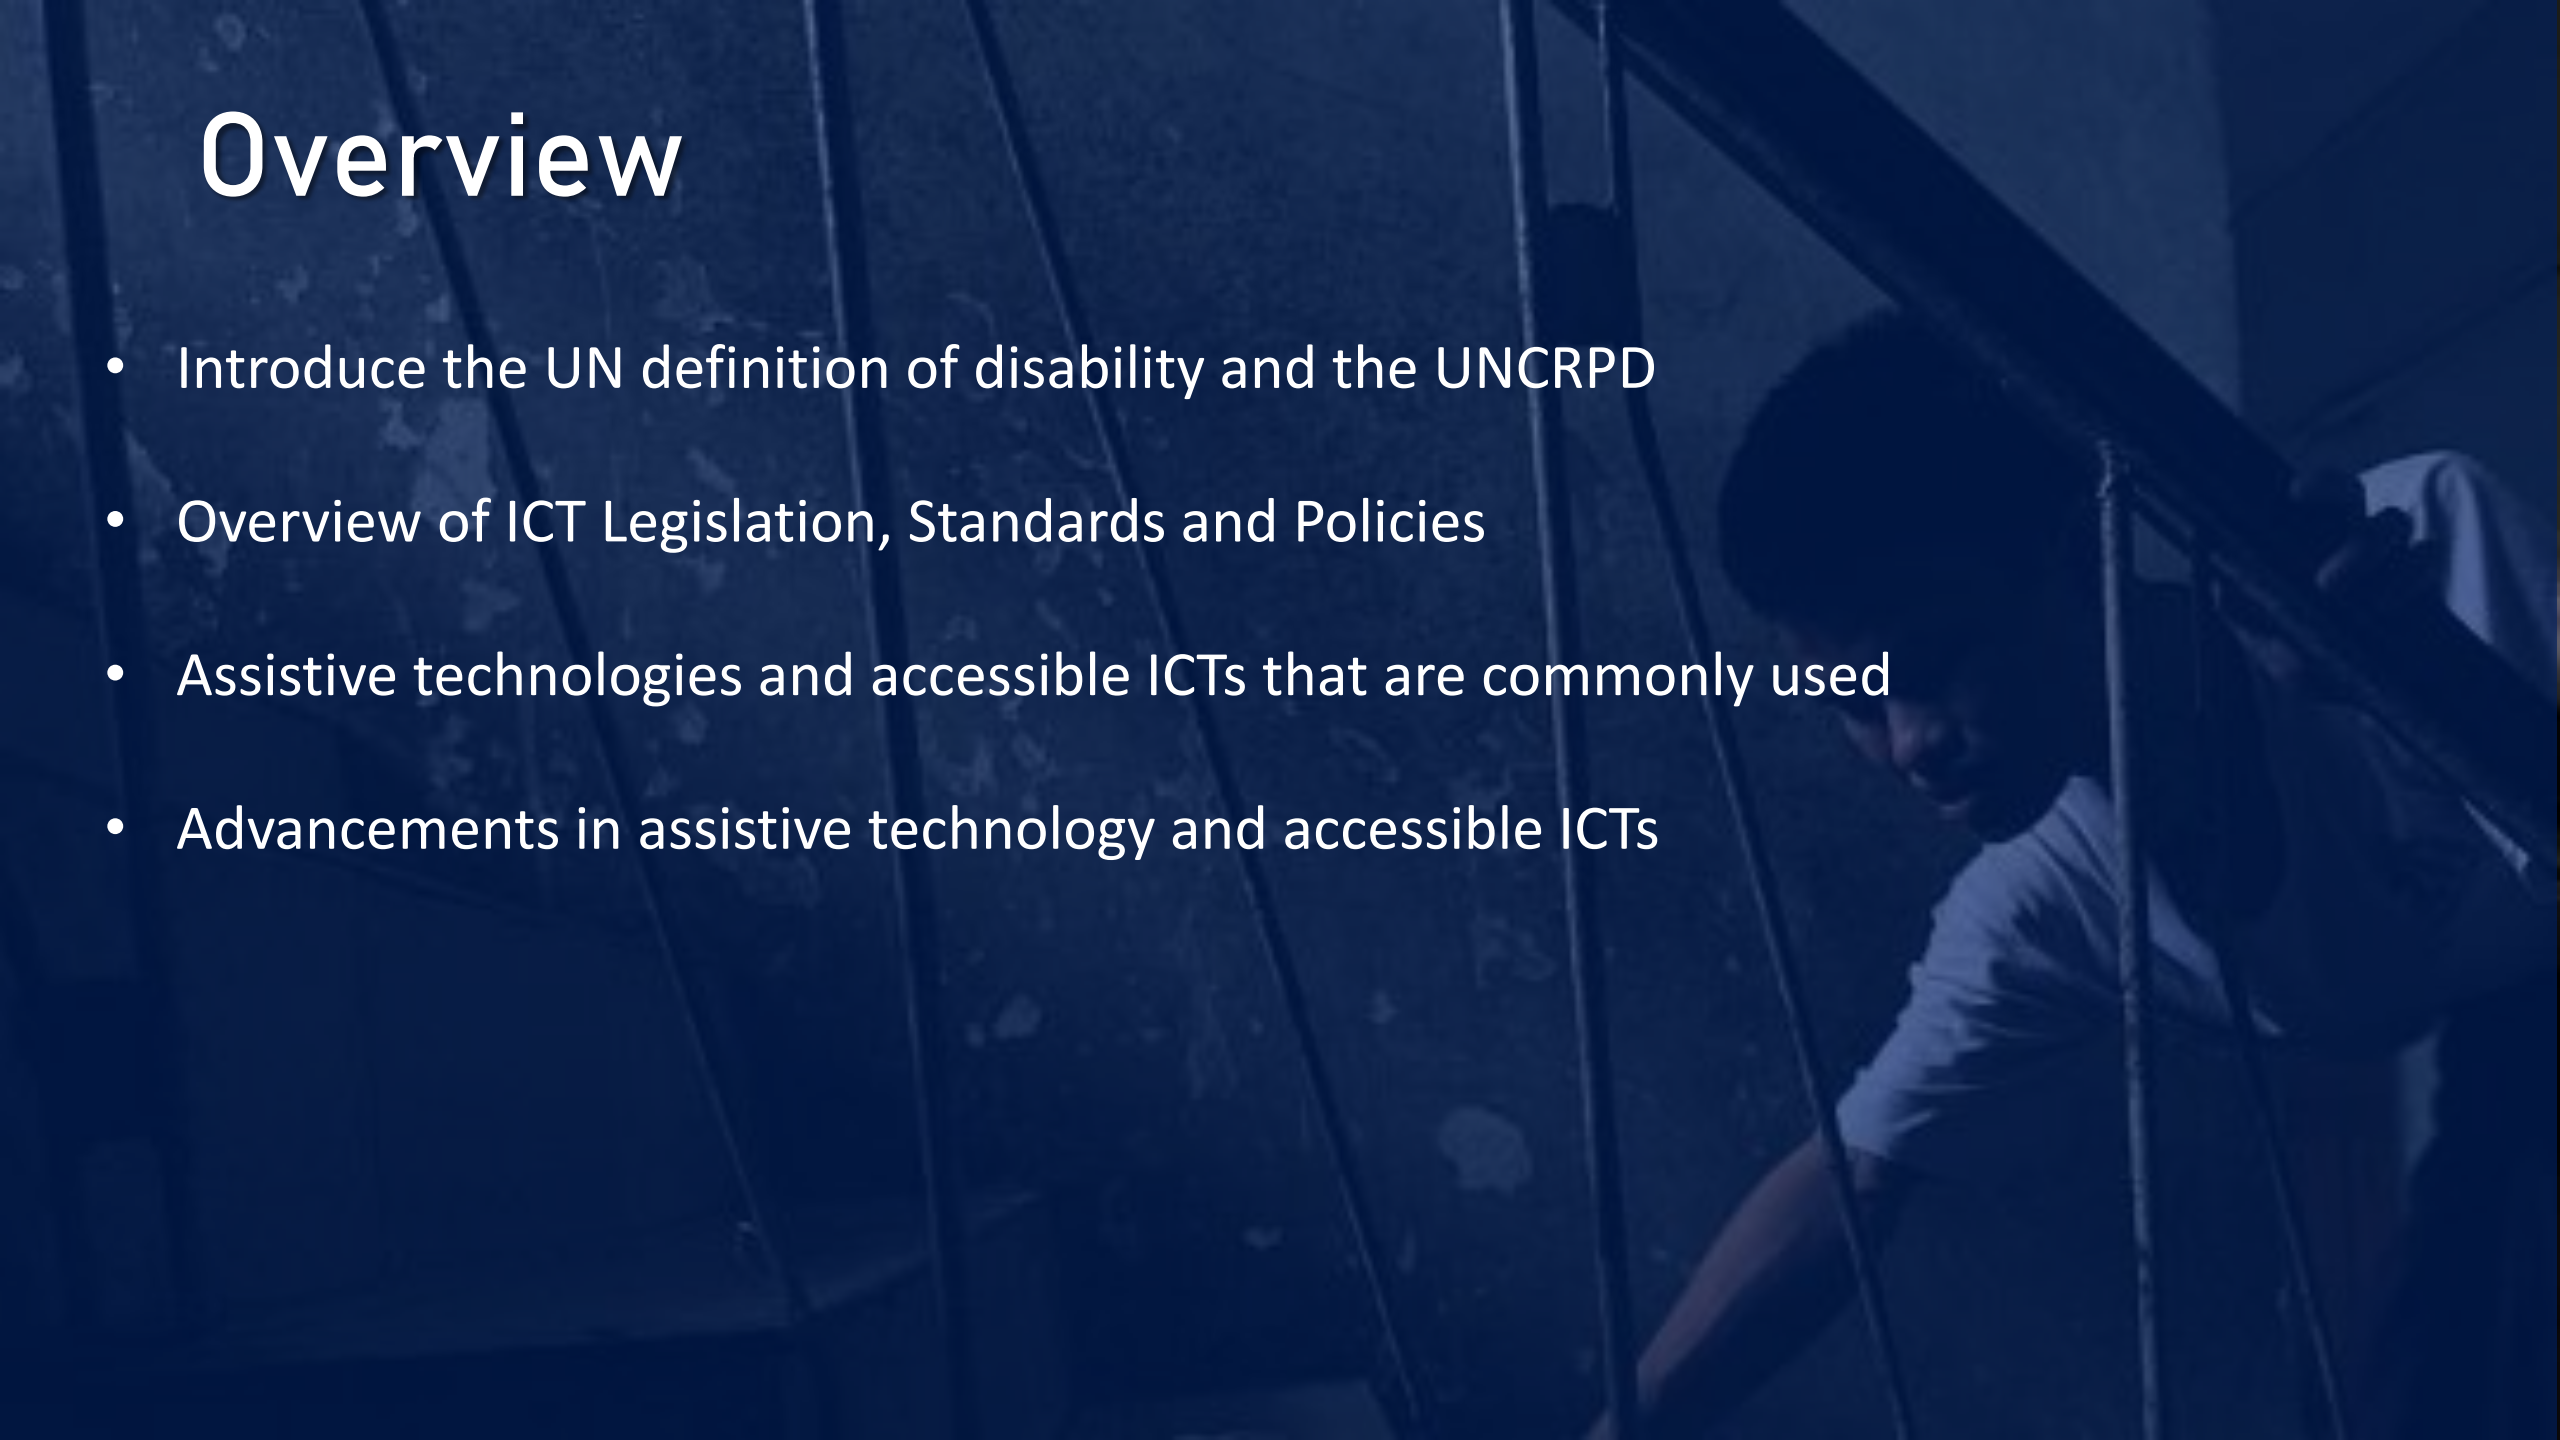 Overview
• Introduce the UN definition of disability and the UNCRPD
• Overview of ICT Legislation, Standards and Policies
• Assistive technologies and accessible ICTs that are commonly used
• Advancements in assistive technology and accessible ICTs